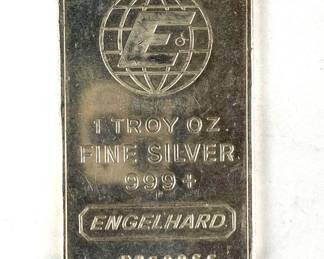 E
1 TROY OZ.
FINE SILVER
999+
ENGELHARD.